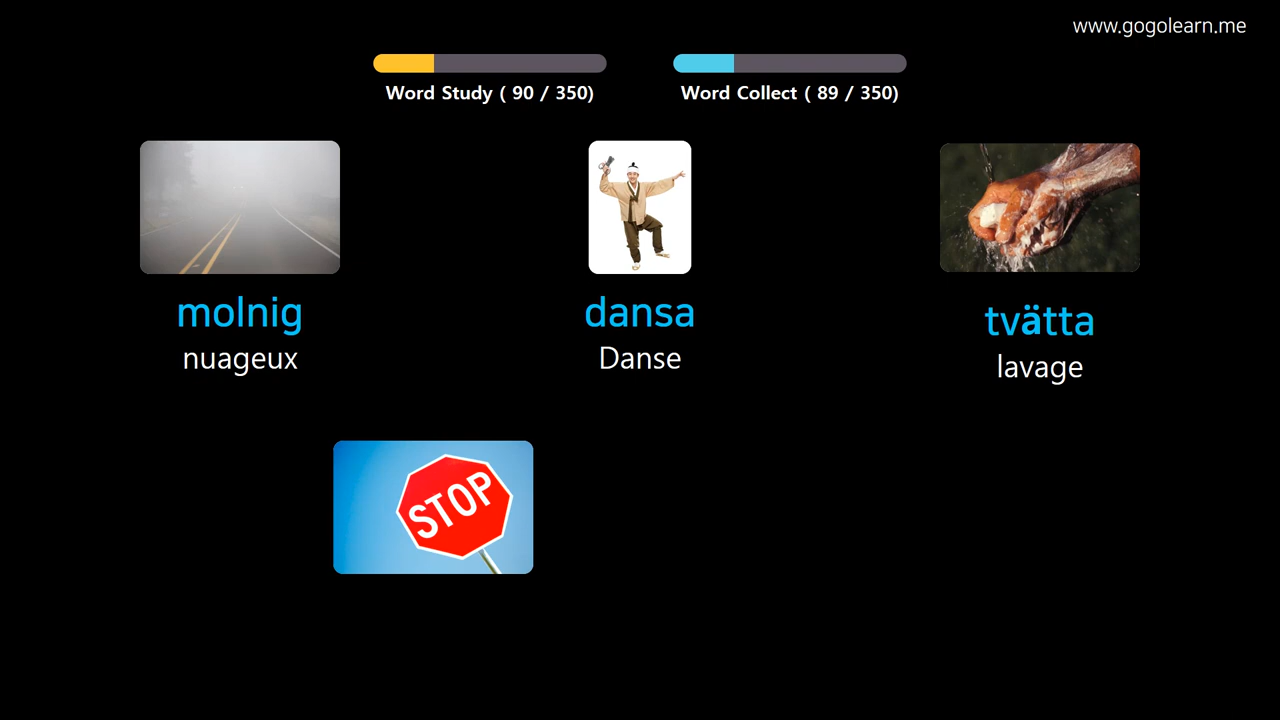 www.gogolearn.me
Word Study ( 90 / 350)
Word Collect ( 89 / 350)
molnig
nuageux
dansa
Danse
tvätta
lavage
STOP